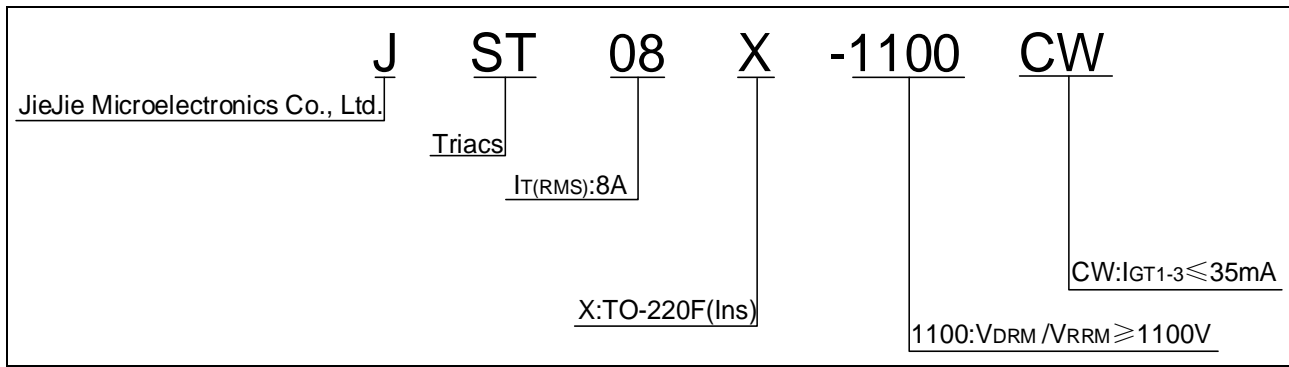 J ST 08 X -1100 CW
JieJie Microelectronics Co., Ltd.
Triacs
IT(RMS):8A
CW:IGT1-3≤35mA
X:TO-220F(Ins)
1100:VDRM /VRRM≥1100V